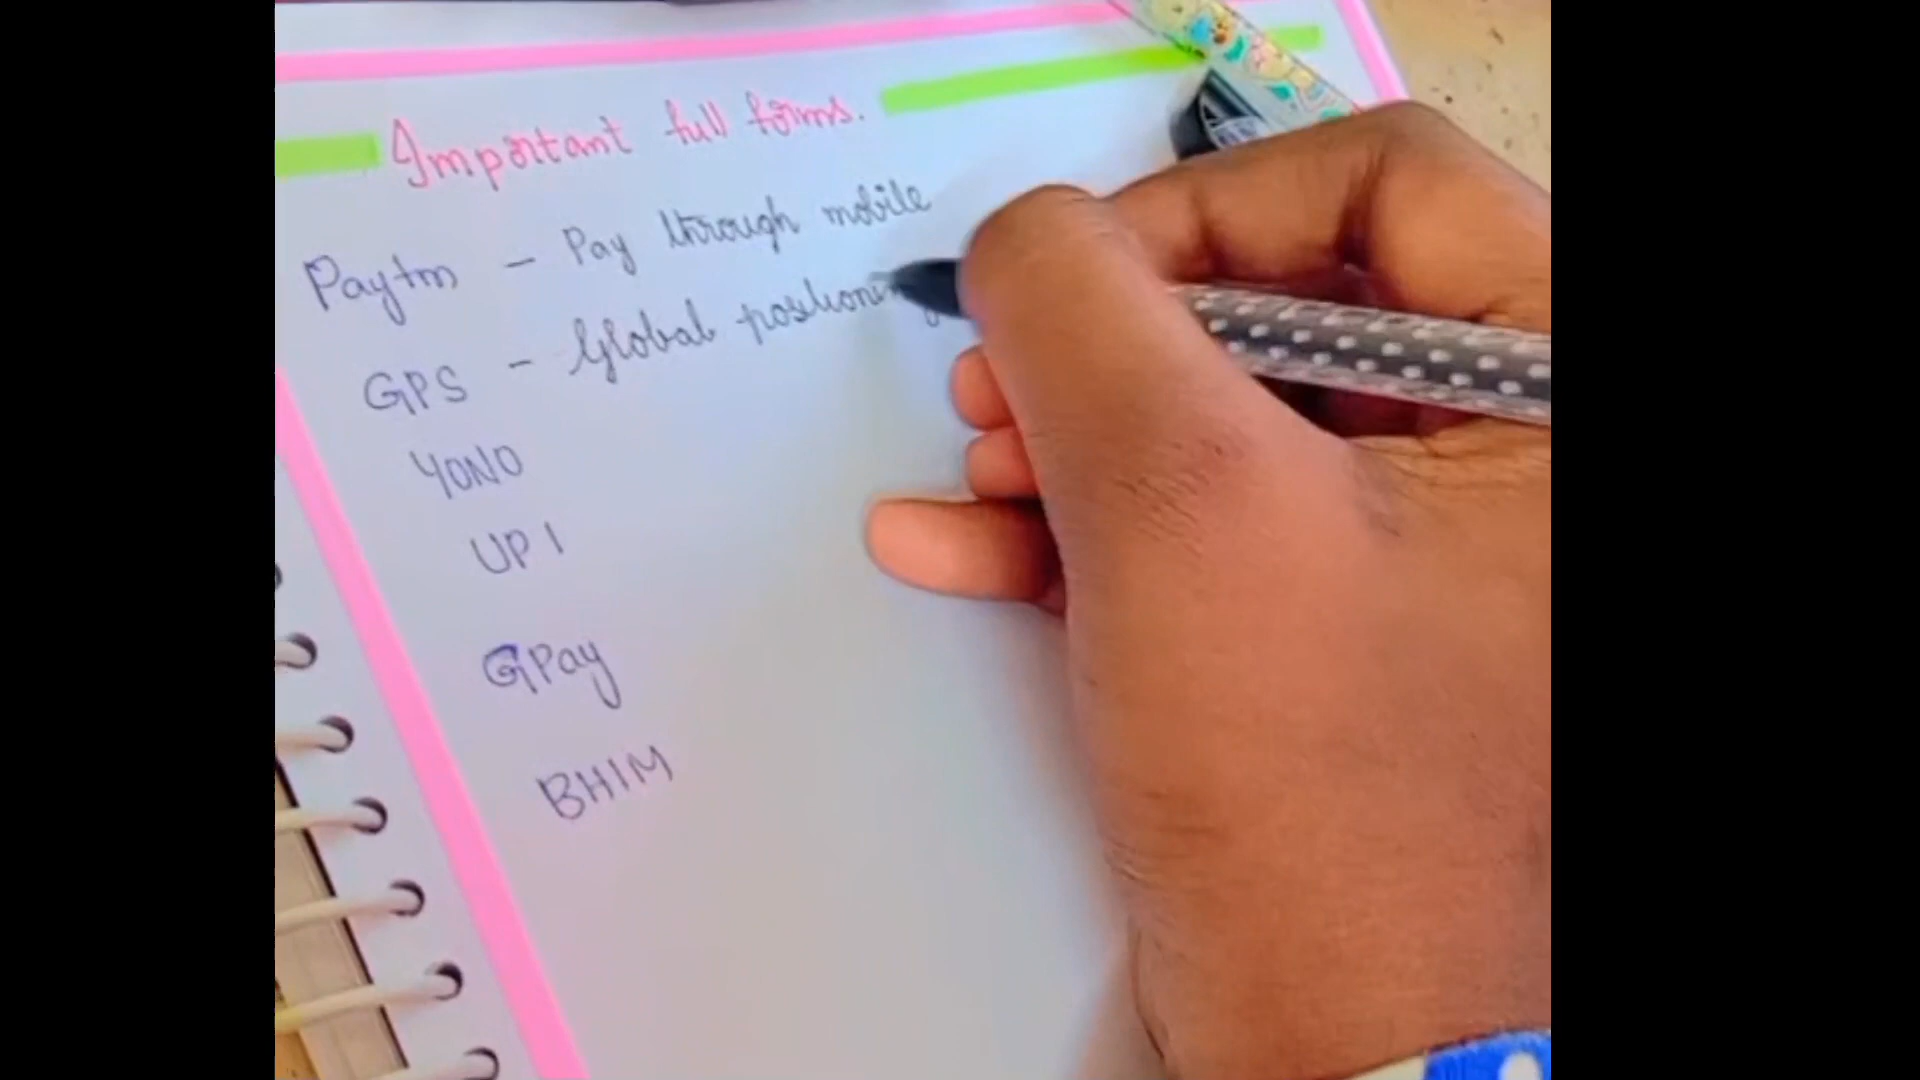 Important full forms.
Paytm - Pay through mobile
GPS - Global positioning
YONO
UPI
GPay
BHIM